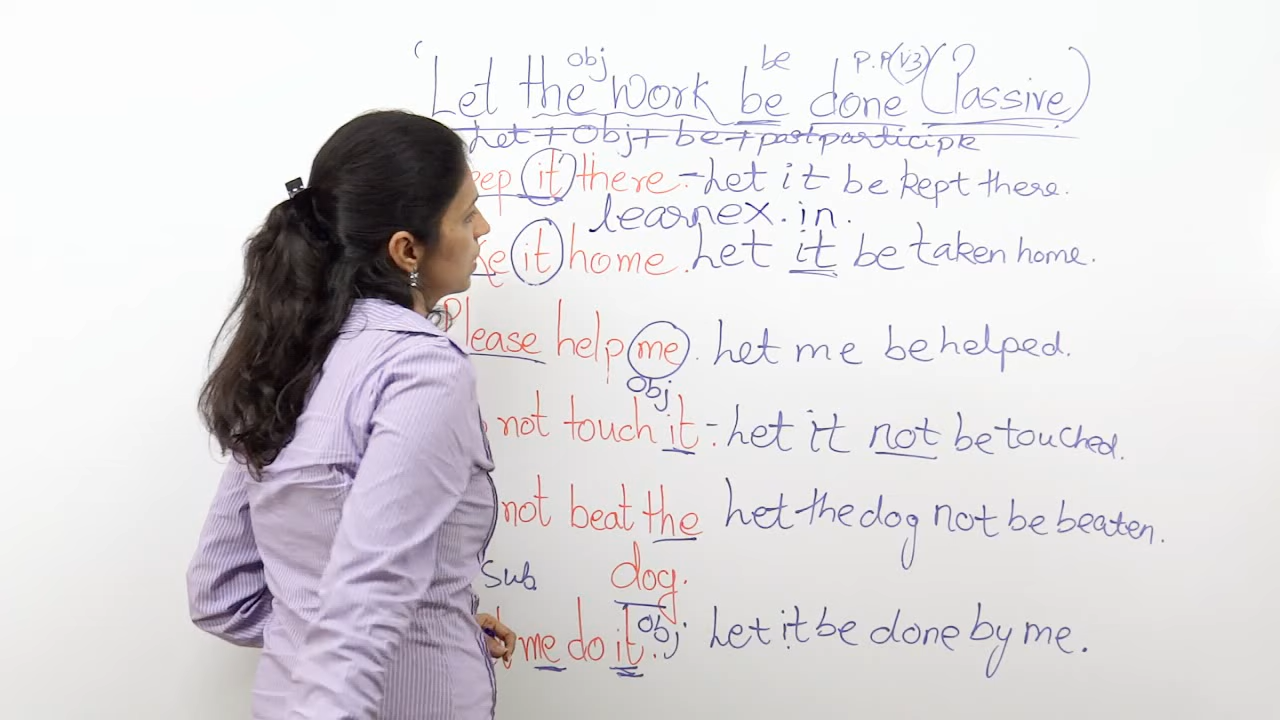 obj be P.P(V3)
Let the work be done (Passive)
Let + Obj + be + past participle
it there. - Let it be kept there.
learnex.in.
it home. Let it be taken home.
Please help me. Let me be helped.
Obj
not touch it - Let it not be touched.
not beat the Let the dog not be beaten.
Sub dog.
me do it. Obj Let it be done by me.